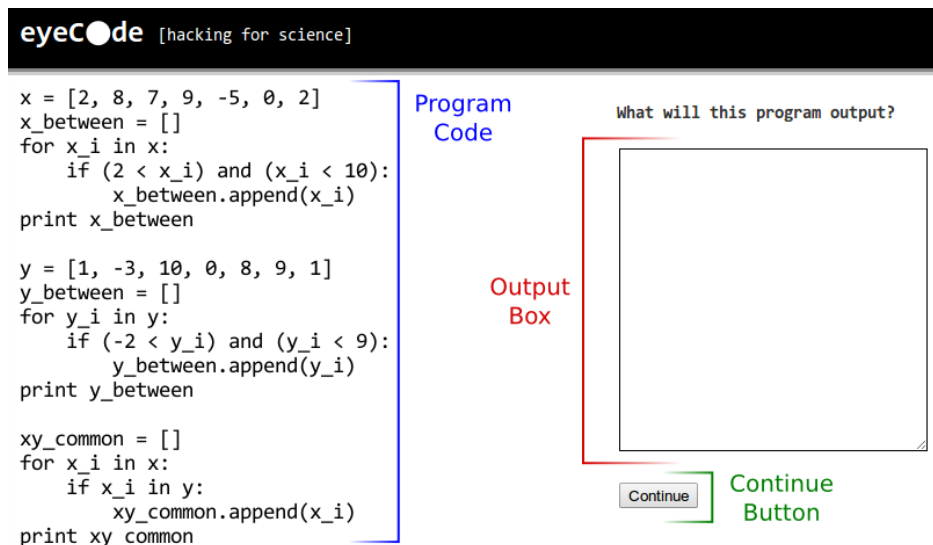 eyeCode [hacking for science]
x = [2, 8, 7, 9, -5, 0, 2]
x_between = []
for x_i in x:
    if (2 < x_i) and (x_i < 10):
        x_between.append(x_i)
print x_between
y = [1, -3, 10, 0, 8, 9, 1]
y_between = []
for y_i in y:
    if (-2 < y_i) and (y_i < 9):
        y_between.append(y_i)
print y_between
xy_common = []
for x_i in x:
    if x_i in y:
        xy_common.append(x_i)
print xy_common
Program
Code
What will this program output?
Output
Box
Continue
Continue
Button